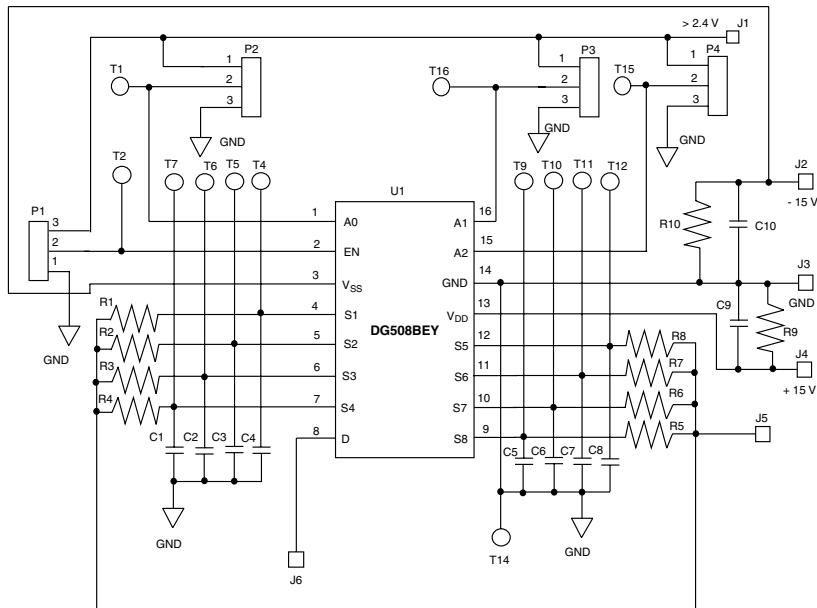 > 2.4 V
J1
P2
P3
P4
T1
1
2
3
GND
T16
1
2
3
GND
T15
1
2
3
GND
T2
T7
T6
T5
T4
T9
T10
T11
T12
J2
- 15 V
P1
3
2
1
GND
U1
DG508BEY
1
A0
2
EN
3
VSS
4
S1
5
S2
6
S3
7
S4
8
D
16
A1
15
A2
14
GND
13
VDD
12
S5
11
S6
10
S7
9
S8
R10
C10
J3
GND
C9
R9
J4
+ 15 V
R1
R2
R3
R4
R8
R7
R6
R5
J5
C1
C2
C3
C4
C5
C6
C7
C8
GND
T14
GND
J6